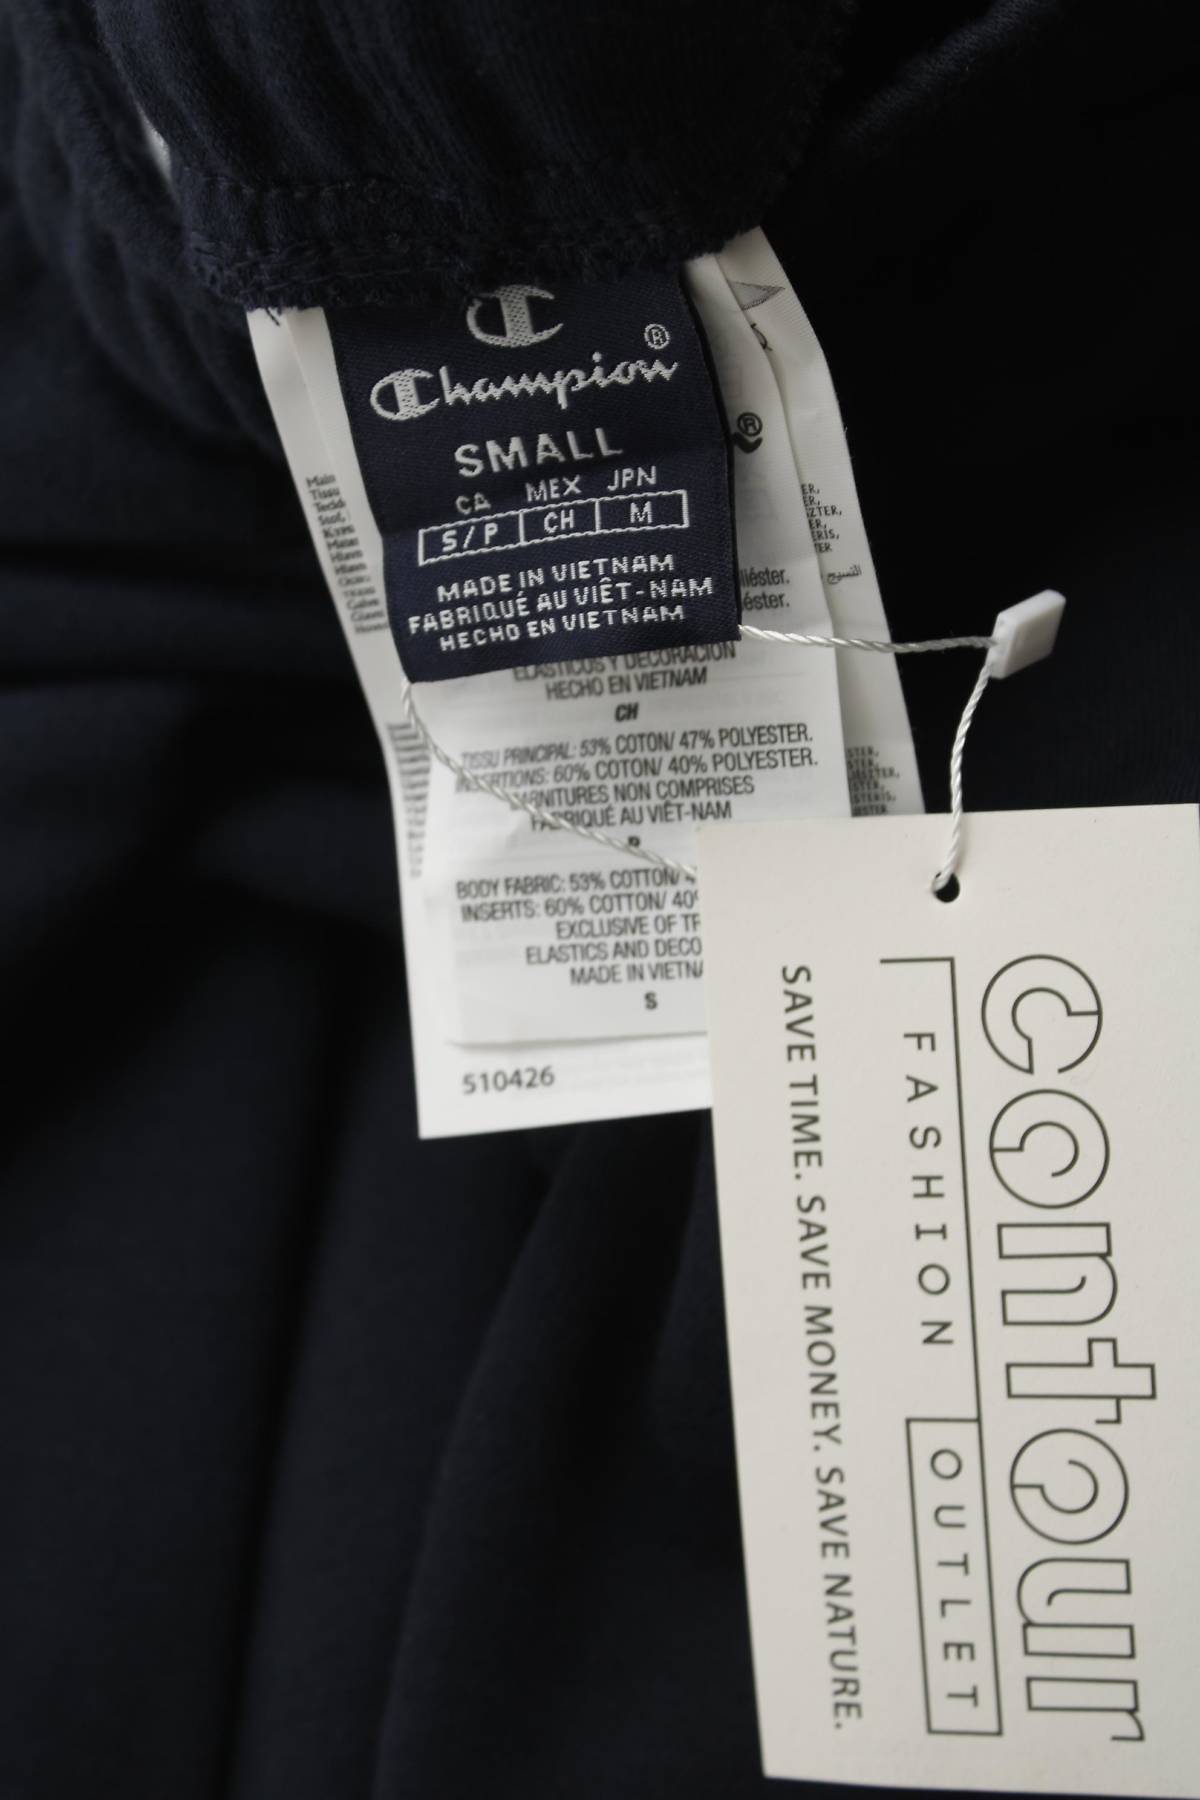 Champion®
SMALL
CA MEX JPN
S/P CH M
MADE IN VIETNAM
FABRIQUÉ AU VIÊT-NAM
HECHO EN VIETNAM
ELÁSTICOS Y DECORACIÓN
HECHO EN VIETNAM
CH
TISSU PRINCIPAL: 53% COTON/ 47% POLYESTER.
INSERTIONS: 60% COTON/ 40% POLYESTER.
GARNITURES NON COMPRISES
FABRIQUÉ AU VIÊT-NAM
P
BODY FABRIC: 53% COTTON/ 4
INSERTS: 60% COTTON/ 40
EXCLUSIVE OF TR
ELASTICS AND DECO
MADE IN VIETNA
S
510426
contour
FASHION OUTLET
SAVE TIME. SAVE MONEY. SAVE NATURE.